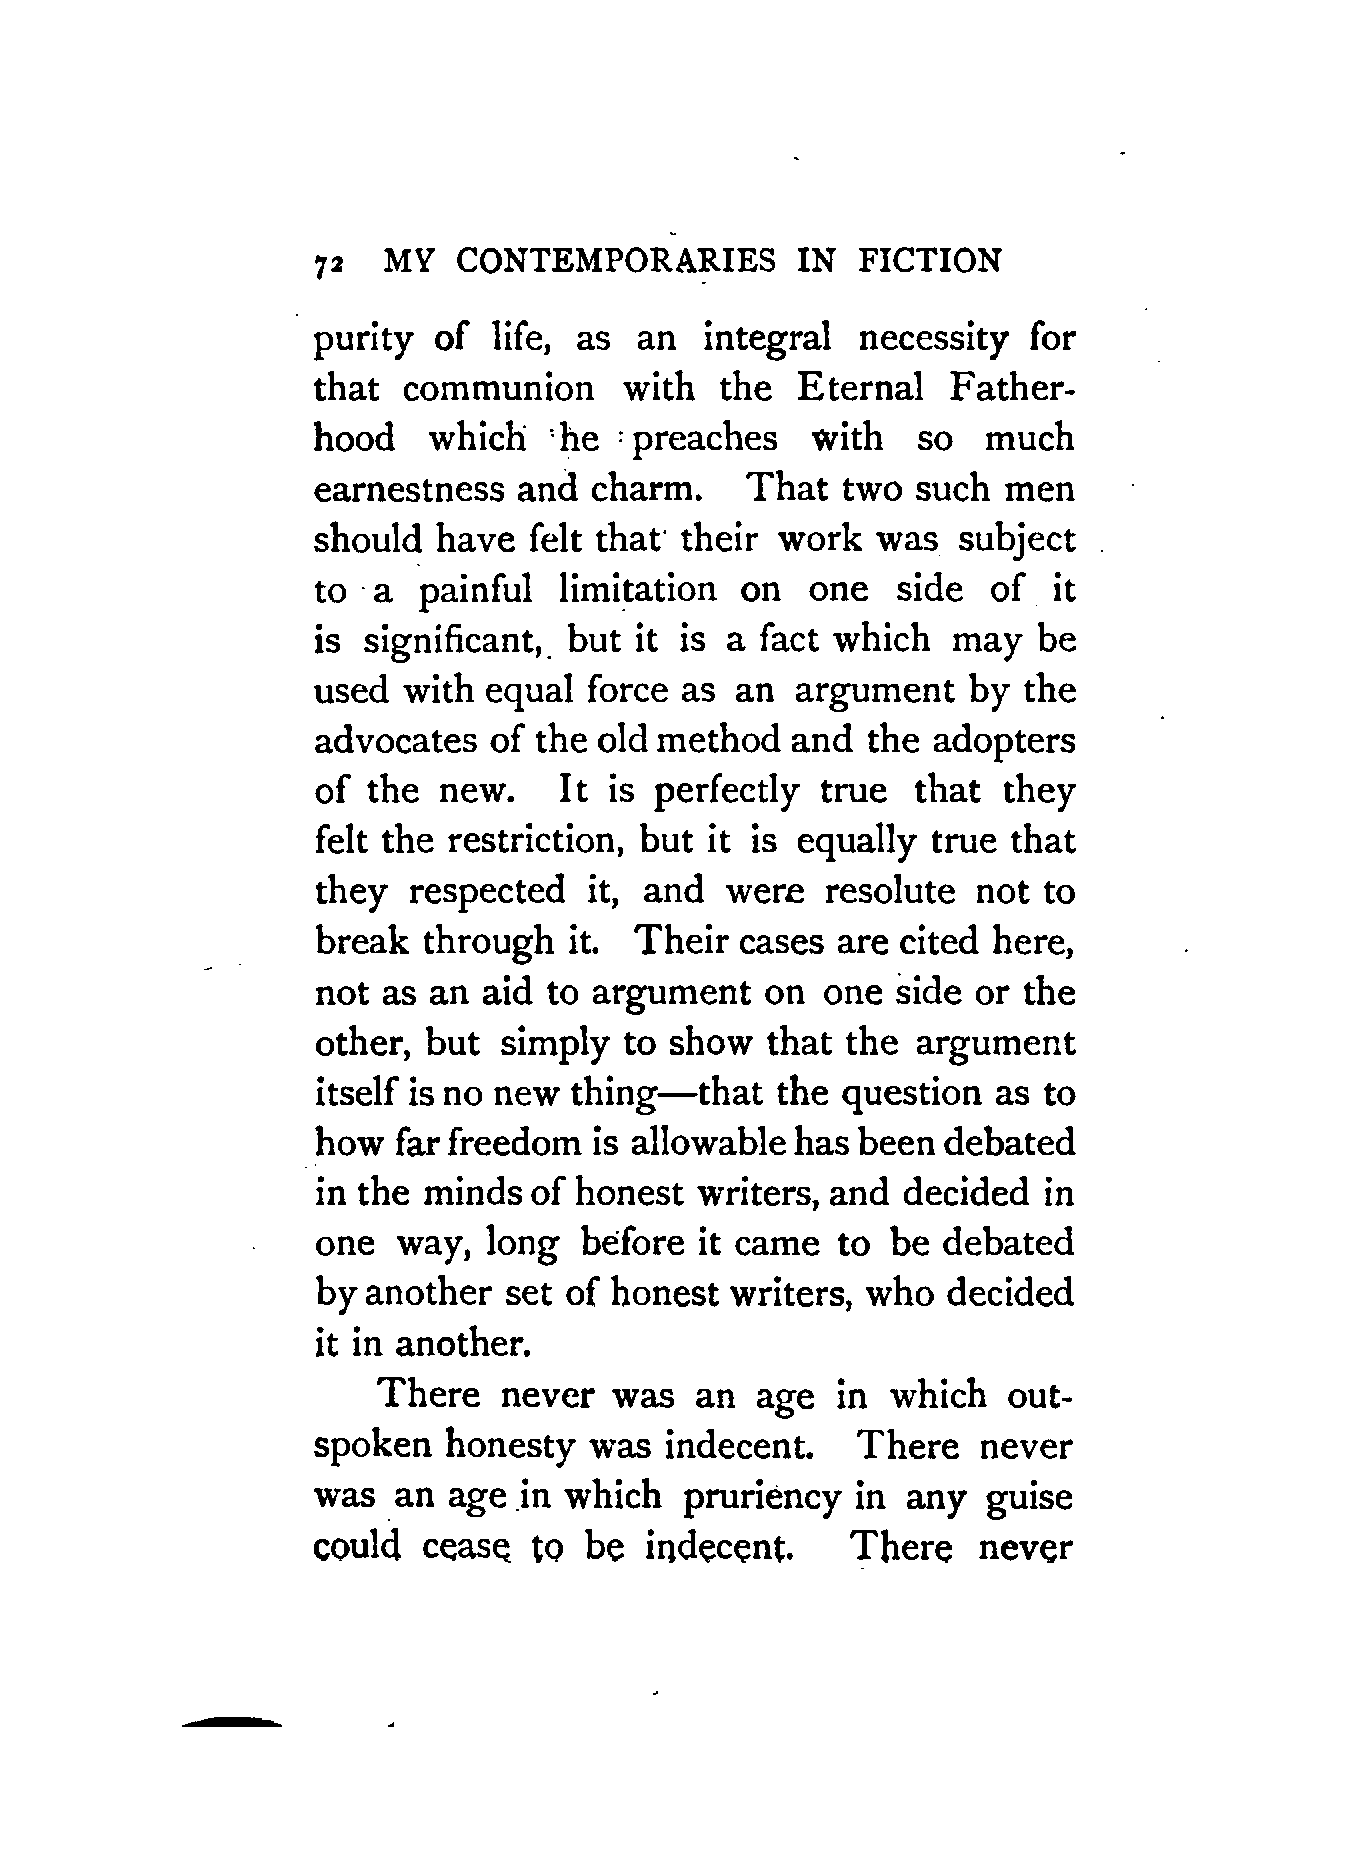 72 MY CONTEMPORARIES IN FICTION
purity of life, as an integral necessity for
that communion with the Eternal Father-
hood which he preaches with so much
earnestness and charm. That two such men
should have felt that their work was subject
to a painful limitation on one side of it
is significant, but it is a fact which may be
used with equal force as an argument by the
advocates of the old method and the adopters
of the new. It is perfectly true that they
felt the restriction, but it is equally true that
they respected it, and were resolute not to
break through it. Their cases are cited here,
not as an aid to argument on one side or the
other, but simply to show that the argument
itself is no new thing—that the question as to
how far freedom is allowable has been debated
in the minds of honest writers, and decided in
one way, long before it came to be debated
by another set of honest writers, who decided
it in another.
There never was an age in which out-
spoken honesty was indecent. There never
was an age in which pruriency in any guise
could cease to be indecent. There never